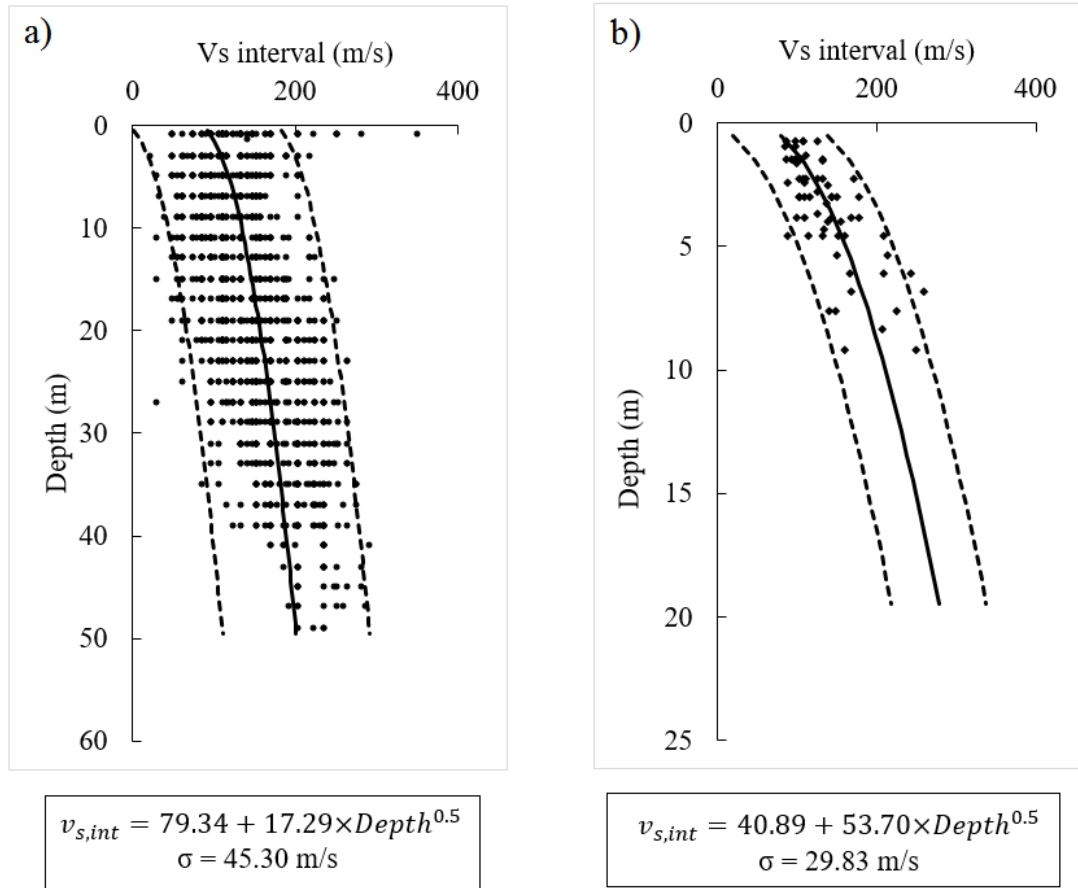 a)
Vs interval (m/s)
0 200 400
0
10
20
30
40
50
60
Depth (m)
v_{s,int} = 79.34 + 17.29×Depth^{0.5}
σ = 45.30 m/s
b)
Vs interval (m/s)
0 200 400
0
5
10
15
20
25
Depth (m)
v_{s,int} = 40.89 + 53.70×Depth^{0.5}
σ = 29.83 m/s